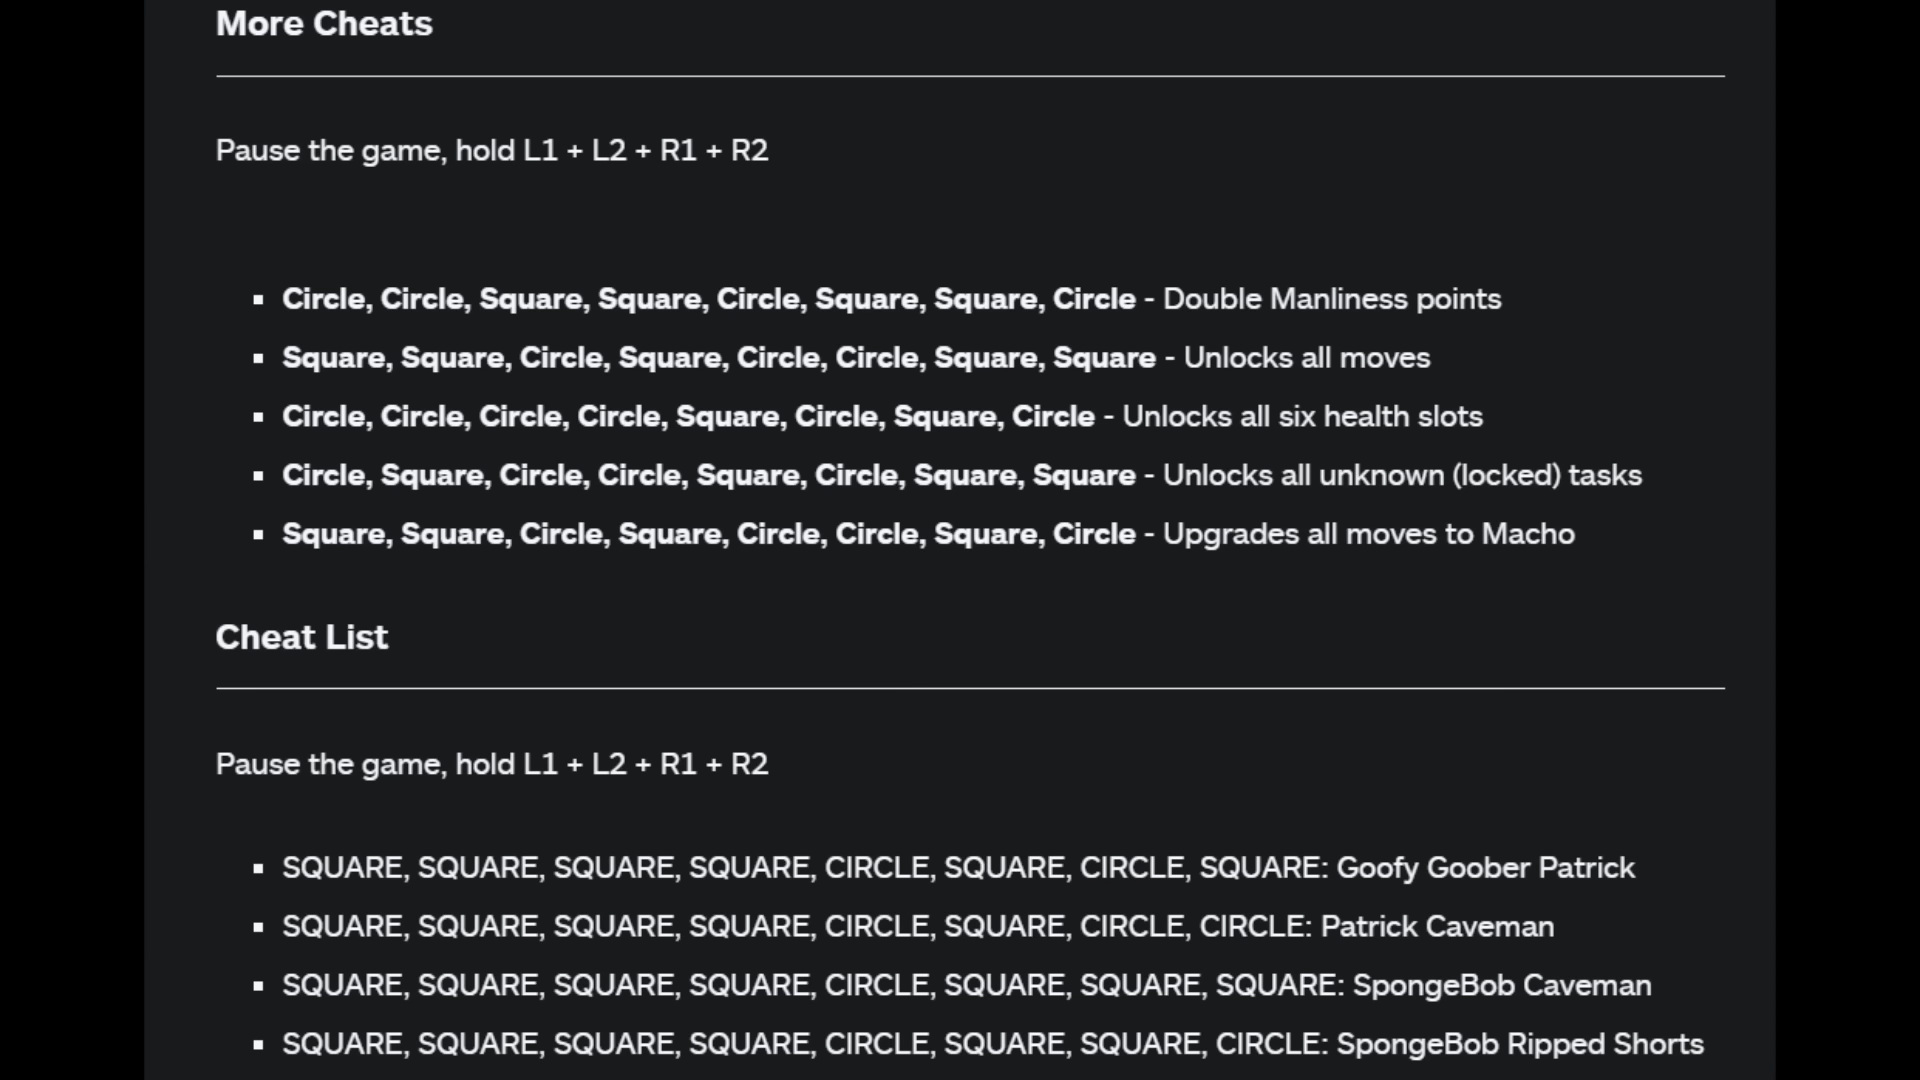 More Cheats
Pause the game, hold L1 + L2 + R1 + R2
Circle, Circle, Square, Square, Circle, Square, Square, Circle - Double Manliness points
Square, Square, Circle, Square, Circle, Circle, Square, Square - Unlocks all moves
Circle, Circle, Circle, Circle, Square, Circle, Square, Circle - Unlocks all six health slots
Circle, Square, Circle, Circle, Square, Circle, Square, Square - Unlocks all unknown (locked) tasks
Square, Square, Circle, Square, Circle, Circle, Square, Circle - Upgrades all moves to Macho
Cheat List
Pause the game, hold L1 + L2 + R1 + R2
SQUARE, SQUARE, SQUARE, SQUARE, CIRCLE, SQUARE, CIRCLE, SQUARE: Goofy Goober Patrick
SQUARE, SQUARE, SQUARE, SQUARE, CIRCLE, SQUARE, CIRCLE, CIRCLE: Patrick Caveman
SQUARE, SQUARE, SQUARE, SQUARE, CIRCLE, SQUARE, SQUARE, SQUARE: SpongeBob Caveman
SQUARE, SQUARE, SQUARE, SQUARE, CIRCLE, SQUARE, SQUARE, CIRCLE: SpongeBob Ripped Shorts